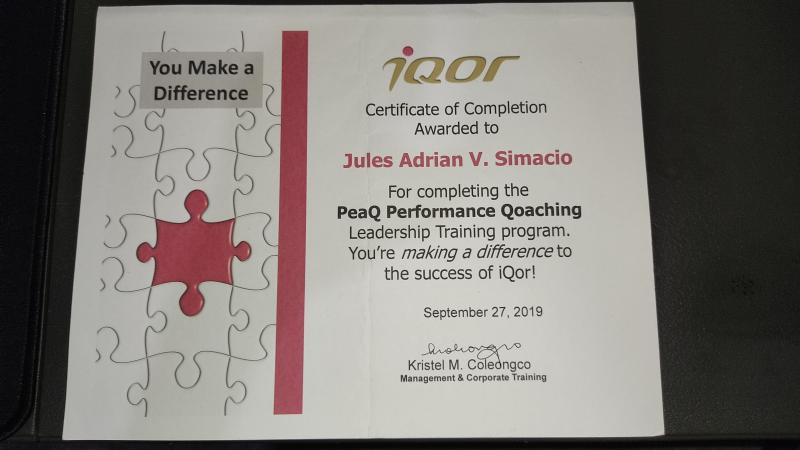 You Make a
Difference
iQor
Certificate of Completion
Awarded to
Jules Adrian V. Simacio
For completing the
PeaQ Performance Qoaching
Leadership Training program.
You're making a difference to
the success of iQor!
September 27, 2019
Kristel M. Coleongco
Management & Corporate Training